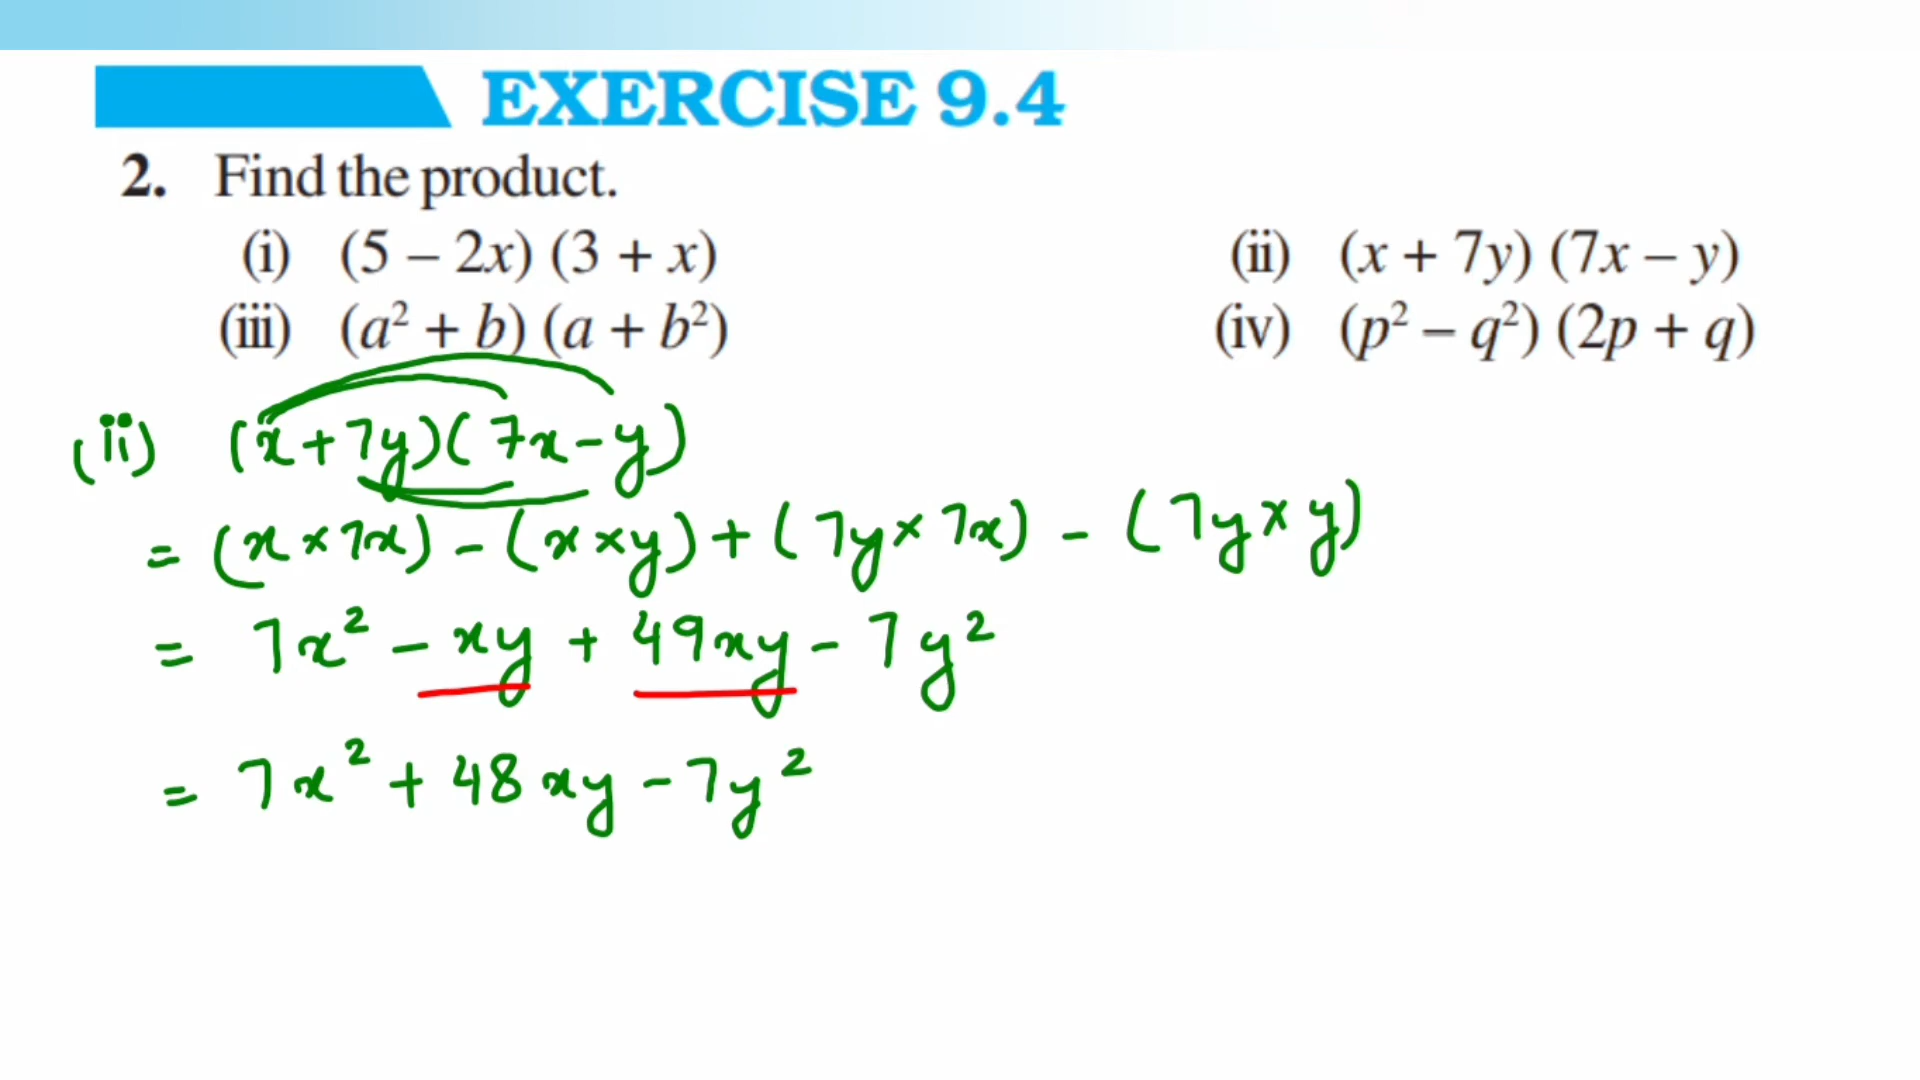 EXERCISE 9.4
2. Find the product.
(i) (5 – 2x) (3 + x) (ii) (x + 7y) (7x – y)
(iii) (a² + b) (a + b²) (iv) (p² – q²) (2p + q)
(ii) (x+7y)(7x-y)
= (x×7x) - (x×y) + (7y×7x) - (7y×y)
= 7x² - xy + 49xy - 7y²
= 7x² + 48xy - 7y²